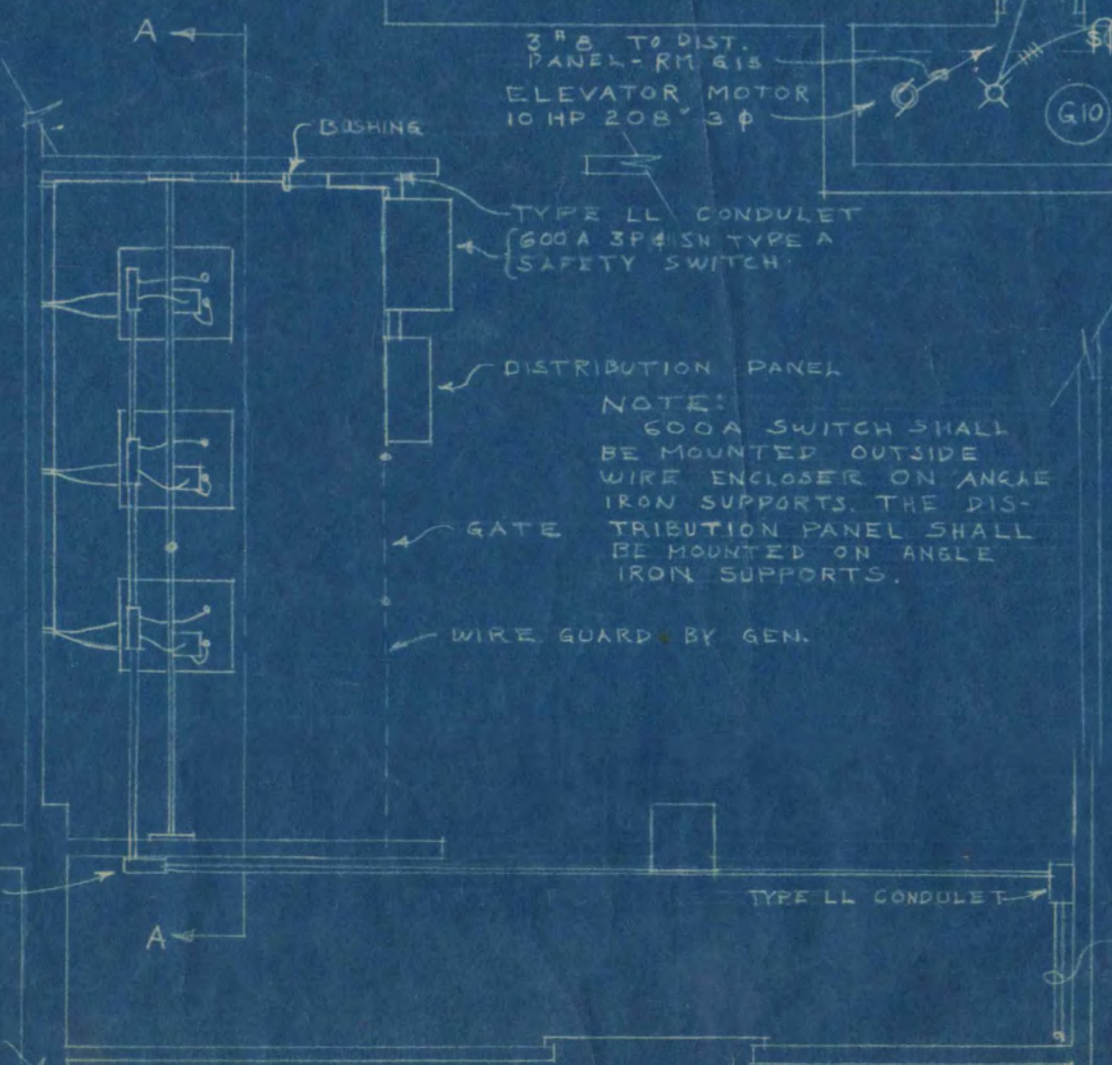 A
3 #8 TO DIST.
PANEL - RM G15
ELEVATOR MOTOR
10 HP 208V 3 φ
G10
BUSHING
TYPE LL CONDULET
600 A 3P & SN TYPE A
SAFETY SWITCH
DISTRIBUTION PANEL
NOTE:
600 A SWITCH SHALL
BE MOUNTED OUTSIDE
WIRE ENCLOSER ON ANGLE
IRON SUPPORTS. THE DIS-
TRIBUTION PANEL SHALL
BE MOUNTED ON ANGLE
IRON SUPPORTS.
GATE
WIRE GUARD BY GEN.
TYPE LL CONDULET
A